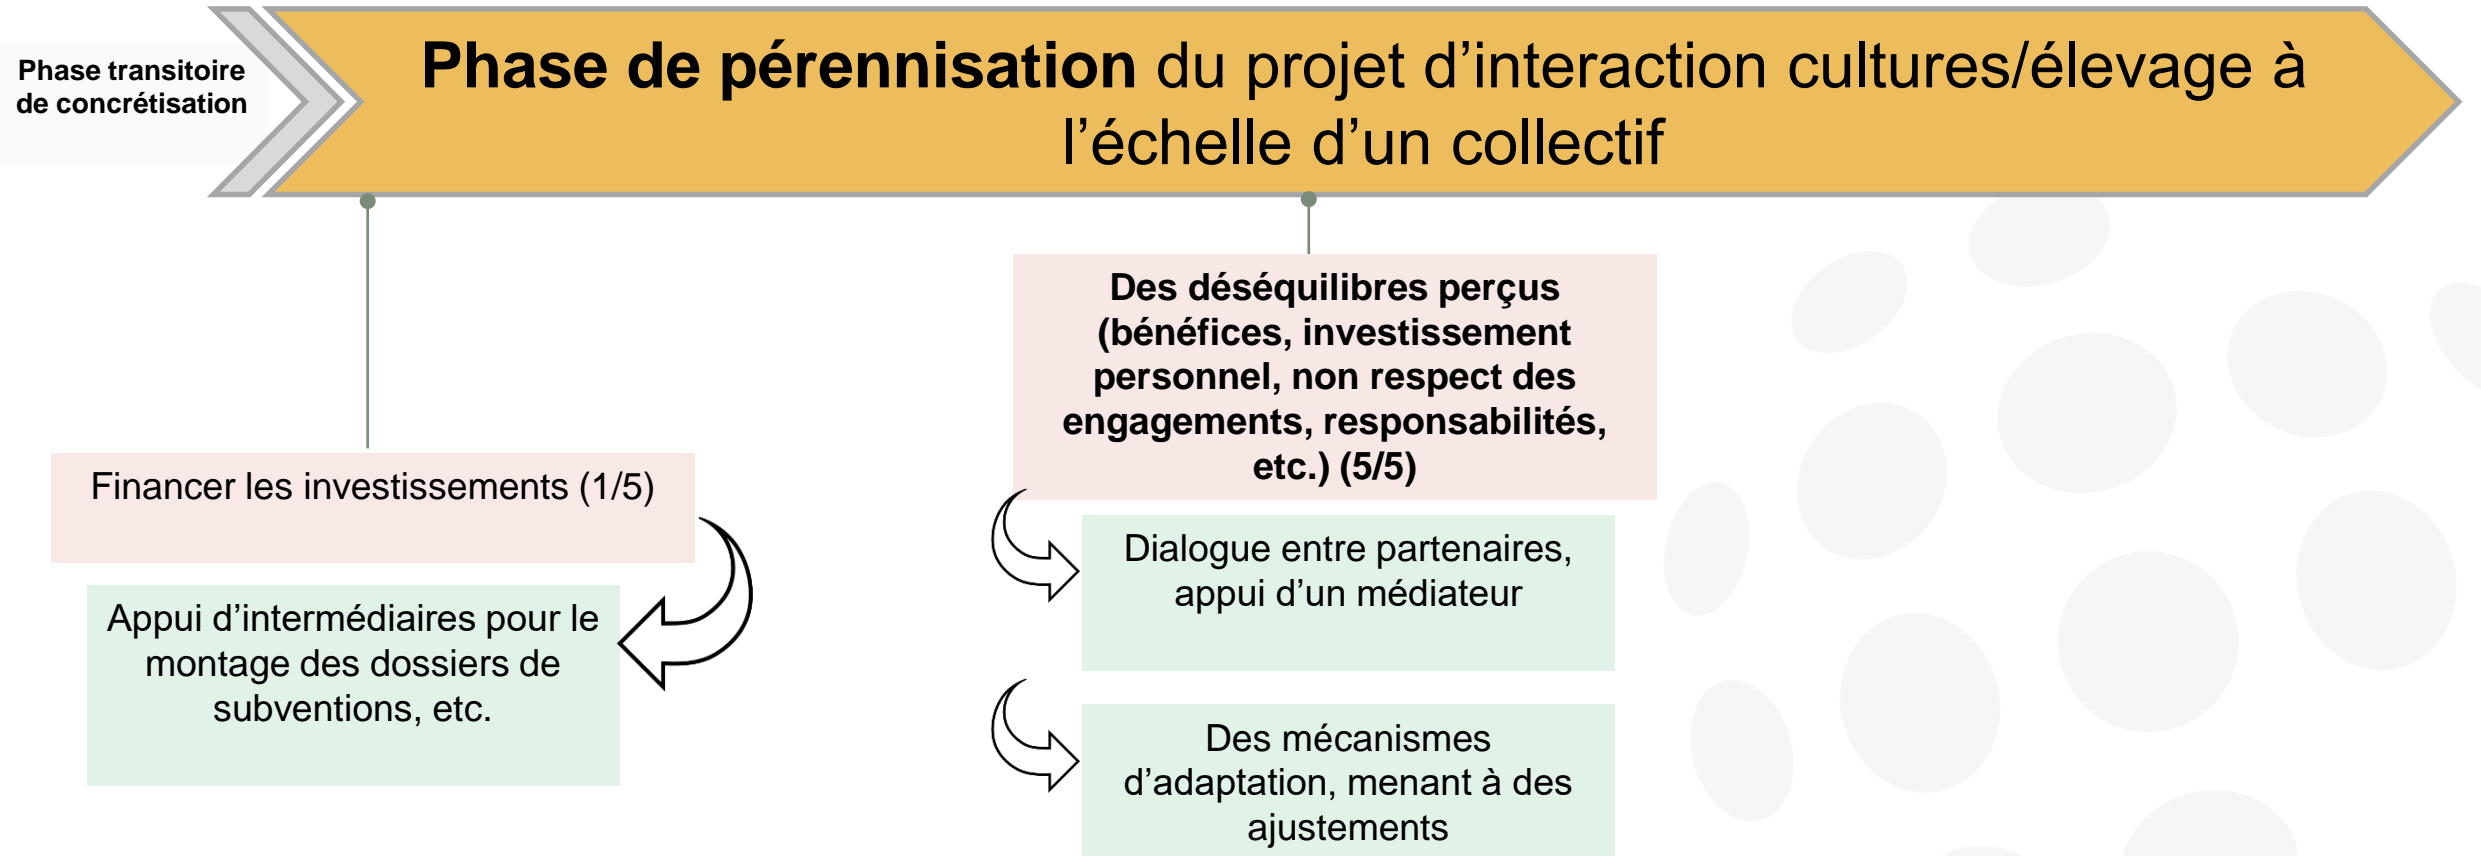 Phase transitoire
de concrétisation
Phase de pérennisation du projet d’interaction cultures/élevage à
l’échelle d’un collectif
Financer les investissements (1/5)
Appui d’intermédiaires pour le
montage des dossiers de
subventions, etc.
Des déséquilibres perçus
(bénéfices, investissement
personnel, non respect des
engagements, responsabilités,
etc.) (5/5)
Dialogue entre partenaires,
appui d’un médiateur
Des mécanismes
d’adaptation, menant à des
ajustements